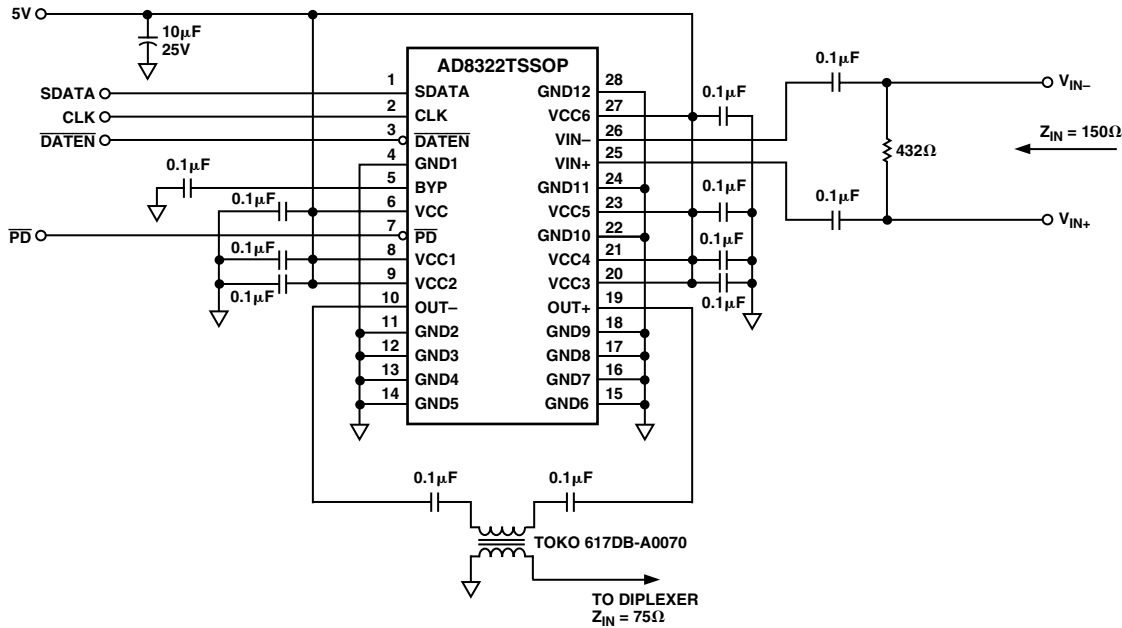 5V
10μF
25V
AD8322TSSOP
SDATA
CLK
DATEN
PD
0.1μF
0.1μF
0.1μF
0.1μF
1
2
3
4
5
6
7
8
9
10
11
12
13
14
SDATA
CLK
DATEN
GND1
BYP
VCC
PD
VCC1
VCC2
OUT–
GND2
GND3
GND4
GND5
GND12
VCC6
VIN–
VIN+
GND11
VCC5
GND10
VCC4
VCC3
OUT+
GND9
GND8
GND7
GND6
28
27
26
25
24
23
22
21
20
19
18
17
16
15
0.1μF
0.1μF
0.1μF
0.1μF
0.1μF
0.1μF
VIN–
ZIN = 150Ω
432Ω
VIN+
0.1μF
0.1μF
TOKO 617DB-A0070
TO DIPLEXER
ZIN = 75Ω